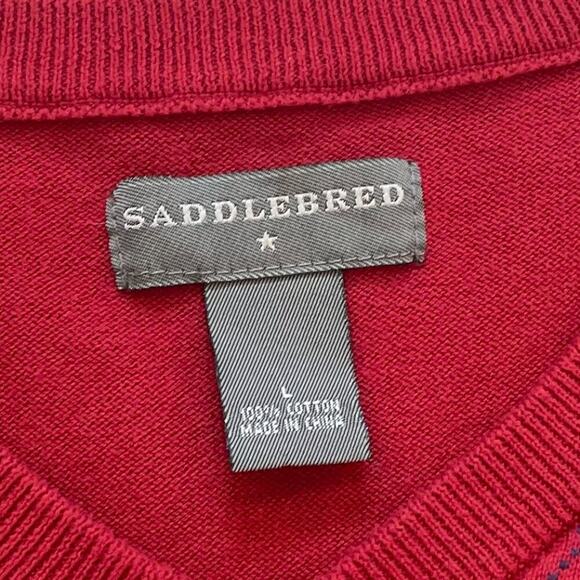 SADDLEBRED
L
100% COTTON
MADE IN CHINA